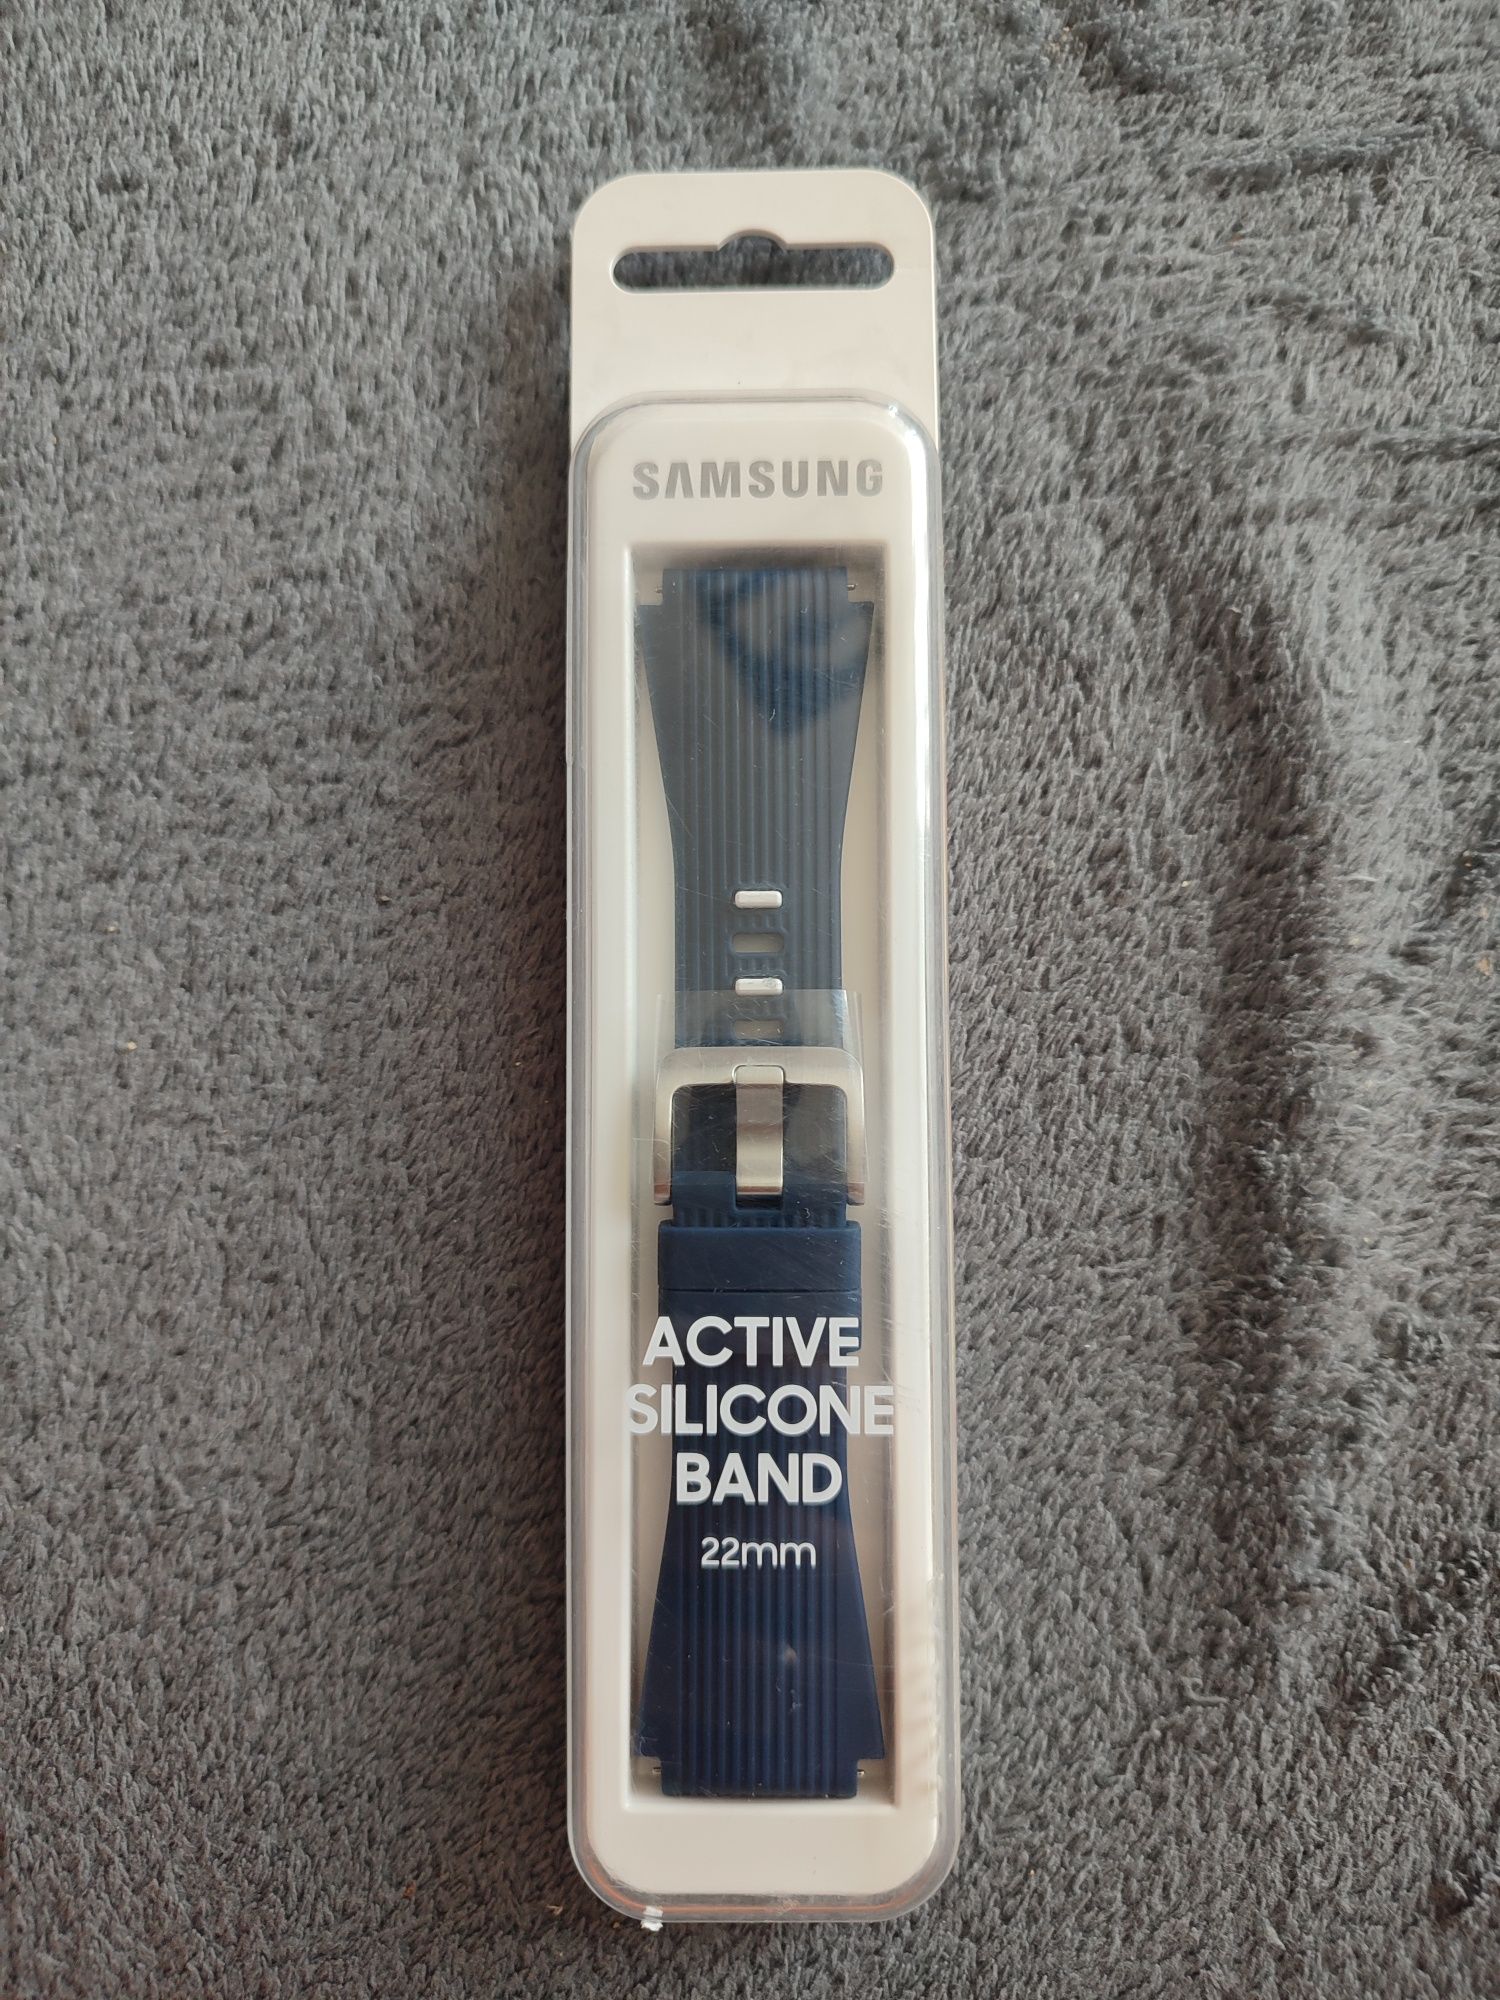 SAMSUNG
ACTIVE
SILICONE
BAND
22mm